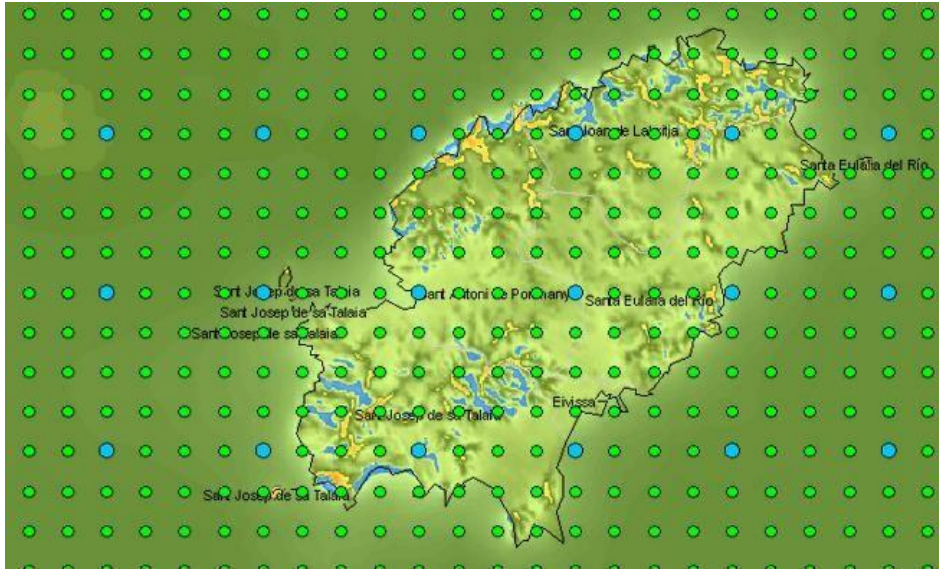 Sant Joan de Labritja
Santa Eulalia del Río
Sant Josep de sa Talaia
Sant Antoni de Portmany
Santa Eulalia del Río
Sant Josep de sa Talaia
Sant Josep de sa Talaia
Eivissa
Sant Josep de sa Talaia
Sant Josep de sa Talaia